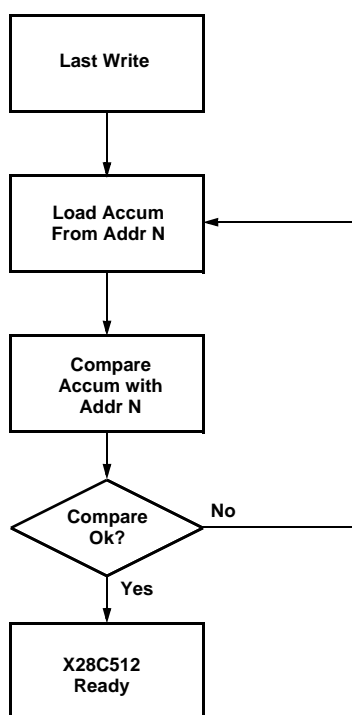 Last Write
Load Accum
From Addr N
Compare
Accum with
Addr N
Compare
Ok?
No
Yes
X28C512
Ready